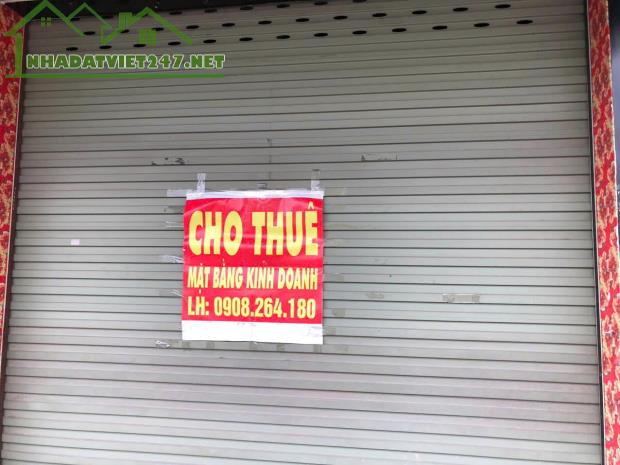 NHADATVIET247.NET
CHO THUÊ
MẶT BẰNG KINH DOANH
LH: 0908.264.180